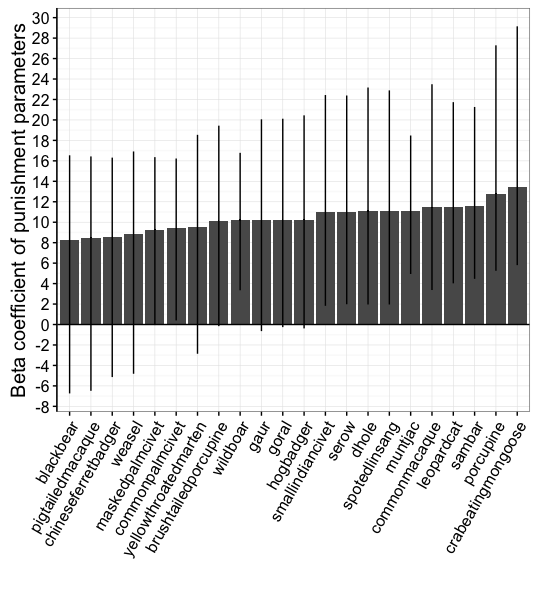 Beta coefficient of punishment parameters
30
28
26
24
22
20
18
16
14
12
10
8
6
4
2
0
-2
-4
-6
-8
blackbear
pigtailedmacaque
chineseferretbadger
weasel
maskedpalmcivet
commonpalmcivet
yellowthroatedmarten
brushtailedporcupine
wildboar
gaur
goral
hogbadger
smallindiancivet
serow
dhole
spotedlinsang
muntjac
commonmacaque
leopardcat
sambar
porcupine
crabeatingmongoose